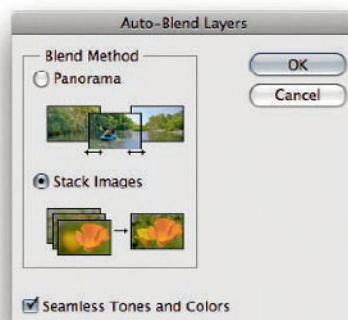 Auto-Blend Layers
Blend Method
Panorama
Stack Images
Seamless Tones and Colors
OK
Cancel